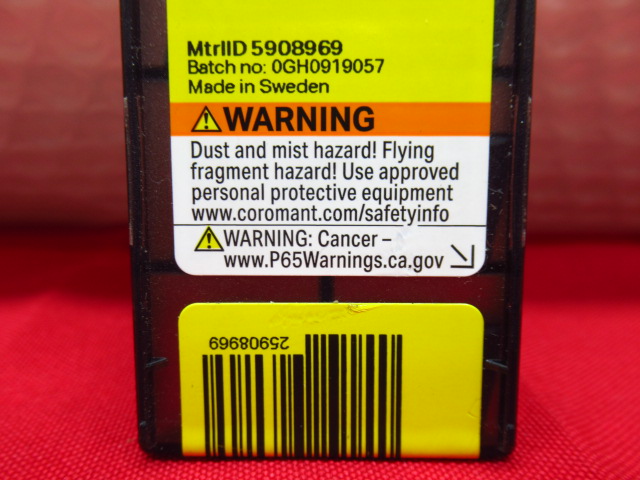 MtrlID 5908969
Batch no: 0GH0919057
Made in Sweden
WARNING
Dust and mist hazard! Flying
fragment hazard! Use approved
personal protective equipment
www.coromant.com/safetyinfo
WARNING: Cancer –
www.P65Warnings.ca.gov
25908969